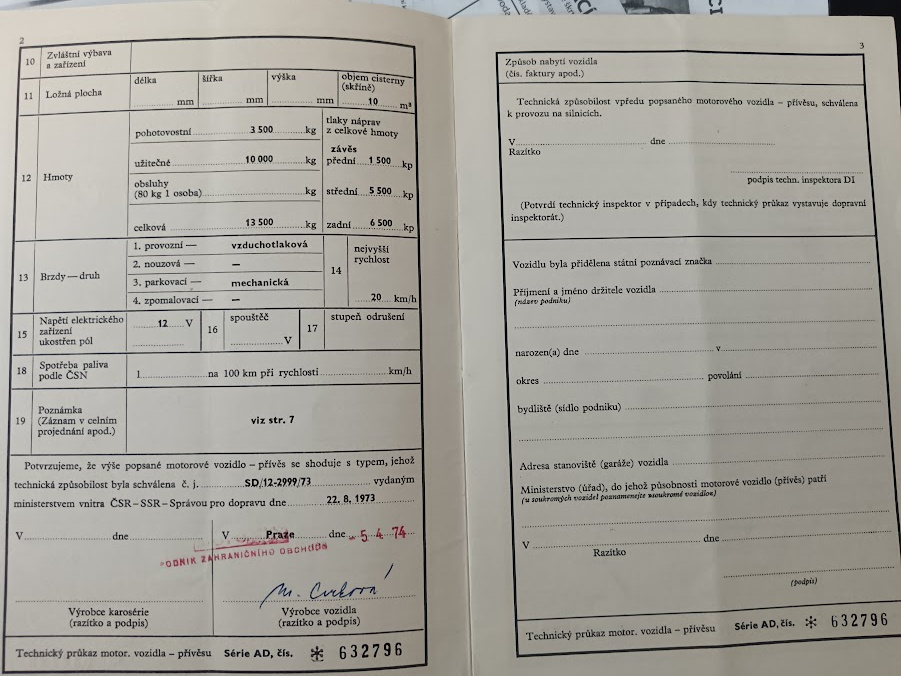 2
10 Zvláštní výbava
a zařízení
11 Ložná plocha
délka
mm
šířka
mm
výška
mm
objem cisterny
(skříně)
10 m³
12 Hmoty
pohotovostní 3 500 kg
užitečné 10 000 kg
obsluhy
(80 kg 1 osoba) kg
celková 13 500 kg
tlaky náprav
z celkové hmoty
závěs
přední 1 500 kp
střední 5 500 kp
zadní 6 500 kp
13 Brzdy — druh
1. provozní — vzduchotlaková
2. nouzová — —
3. parkovací — mechanická
4. zpomalovací — —
14 nejvyšší
rychlost
20 km/h
15 Napětí elektrického
zařízení
ukostřen pól
12 V
16 spouštěč
V
17 stupeň odrušení
18 Spotřeba paliva
podle ČSN
l na 100 km při rychlosti km/h
19 Poznámka
(Záznam v celním
projednání apod.)
viz str. 7
Potvrzujeme, že výše popsané motorové vozidlo – přívěs se shoduje s typem, jehož
technická způsobilost byla schválena č. j. SD/12-2999/73 vydaným
ministerstvem vnitra ČSR – SSR – Správou pro dopravu dne 22. 8. 1973
V dne
V Praze dne - 5 4 74
PODNIK ZAHRANIČNÍHO OBCHODU
Výrobce karosérie
(razítko a podpis)
Výrobce vozidla
(razítko a podpis)
Technický průkaz motor. vozidla – přívěsu Série AD, čís. ✻ 632796
3
Způsob nabytí vozidla
(čís. faktury apod.)
Technická způsobilost vpředu popsaného motorového vozidla – přívěsu, schválena
k provozu na silnicích.
V dne
Razítko
podpis techn. inspektora DI
(Potvrdí technický inspektor v případech, kdy technický průkaz vystavuje dopravní
inspektorát.)
Vozidlu byla přidělena státní poznávací značka
Příjmení a jméno držitele vozidla
(název podniku)
narozen(a) dne v
okres povolání
bydliště (sídlo podniku)
Adresa stanoviště (garáže) vozidla
Ministerstvo (úřad), do jehož působnosti motorové vozidlo (přívěs) patří
(u soukromých vozidel poznamenejte »soukromé vozidlo«)
V dne
Razítko
(podpis)
Technický průkaz motor. vozidla – přívěsu Série AD, čís. ✻ 632796